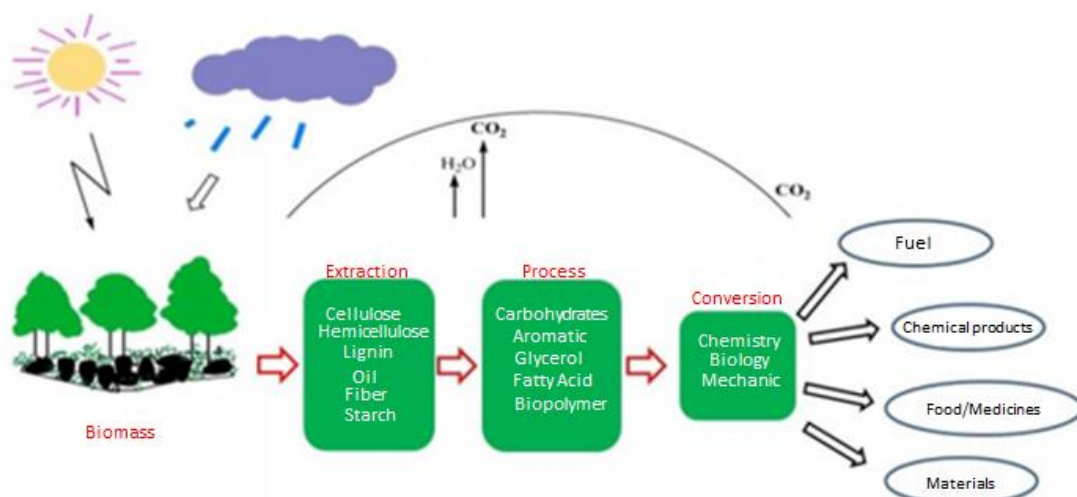 CO₂
H₂O
CO₂
Fuel
Extraction
Process
Conversion
Cellulose
Hemicellulose
Lignin
Oil
Fiber
Starch
Carbohydrates
Aromatic
Glycerol
Fatty Acid
Biopolymer
Chemistry
Biology
Mechanic
Chemical products
Food/Medicines
Materials
Biomass